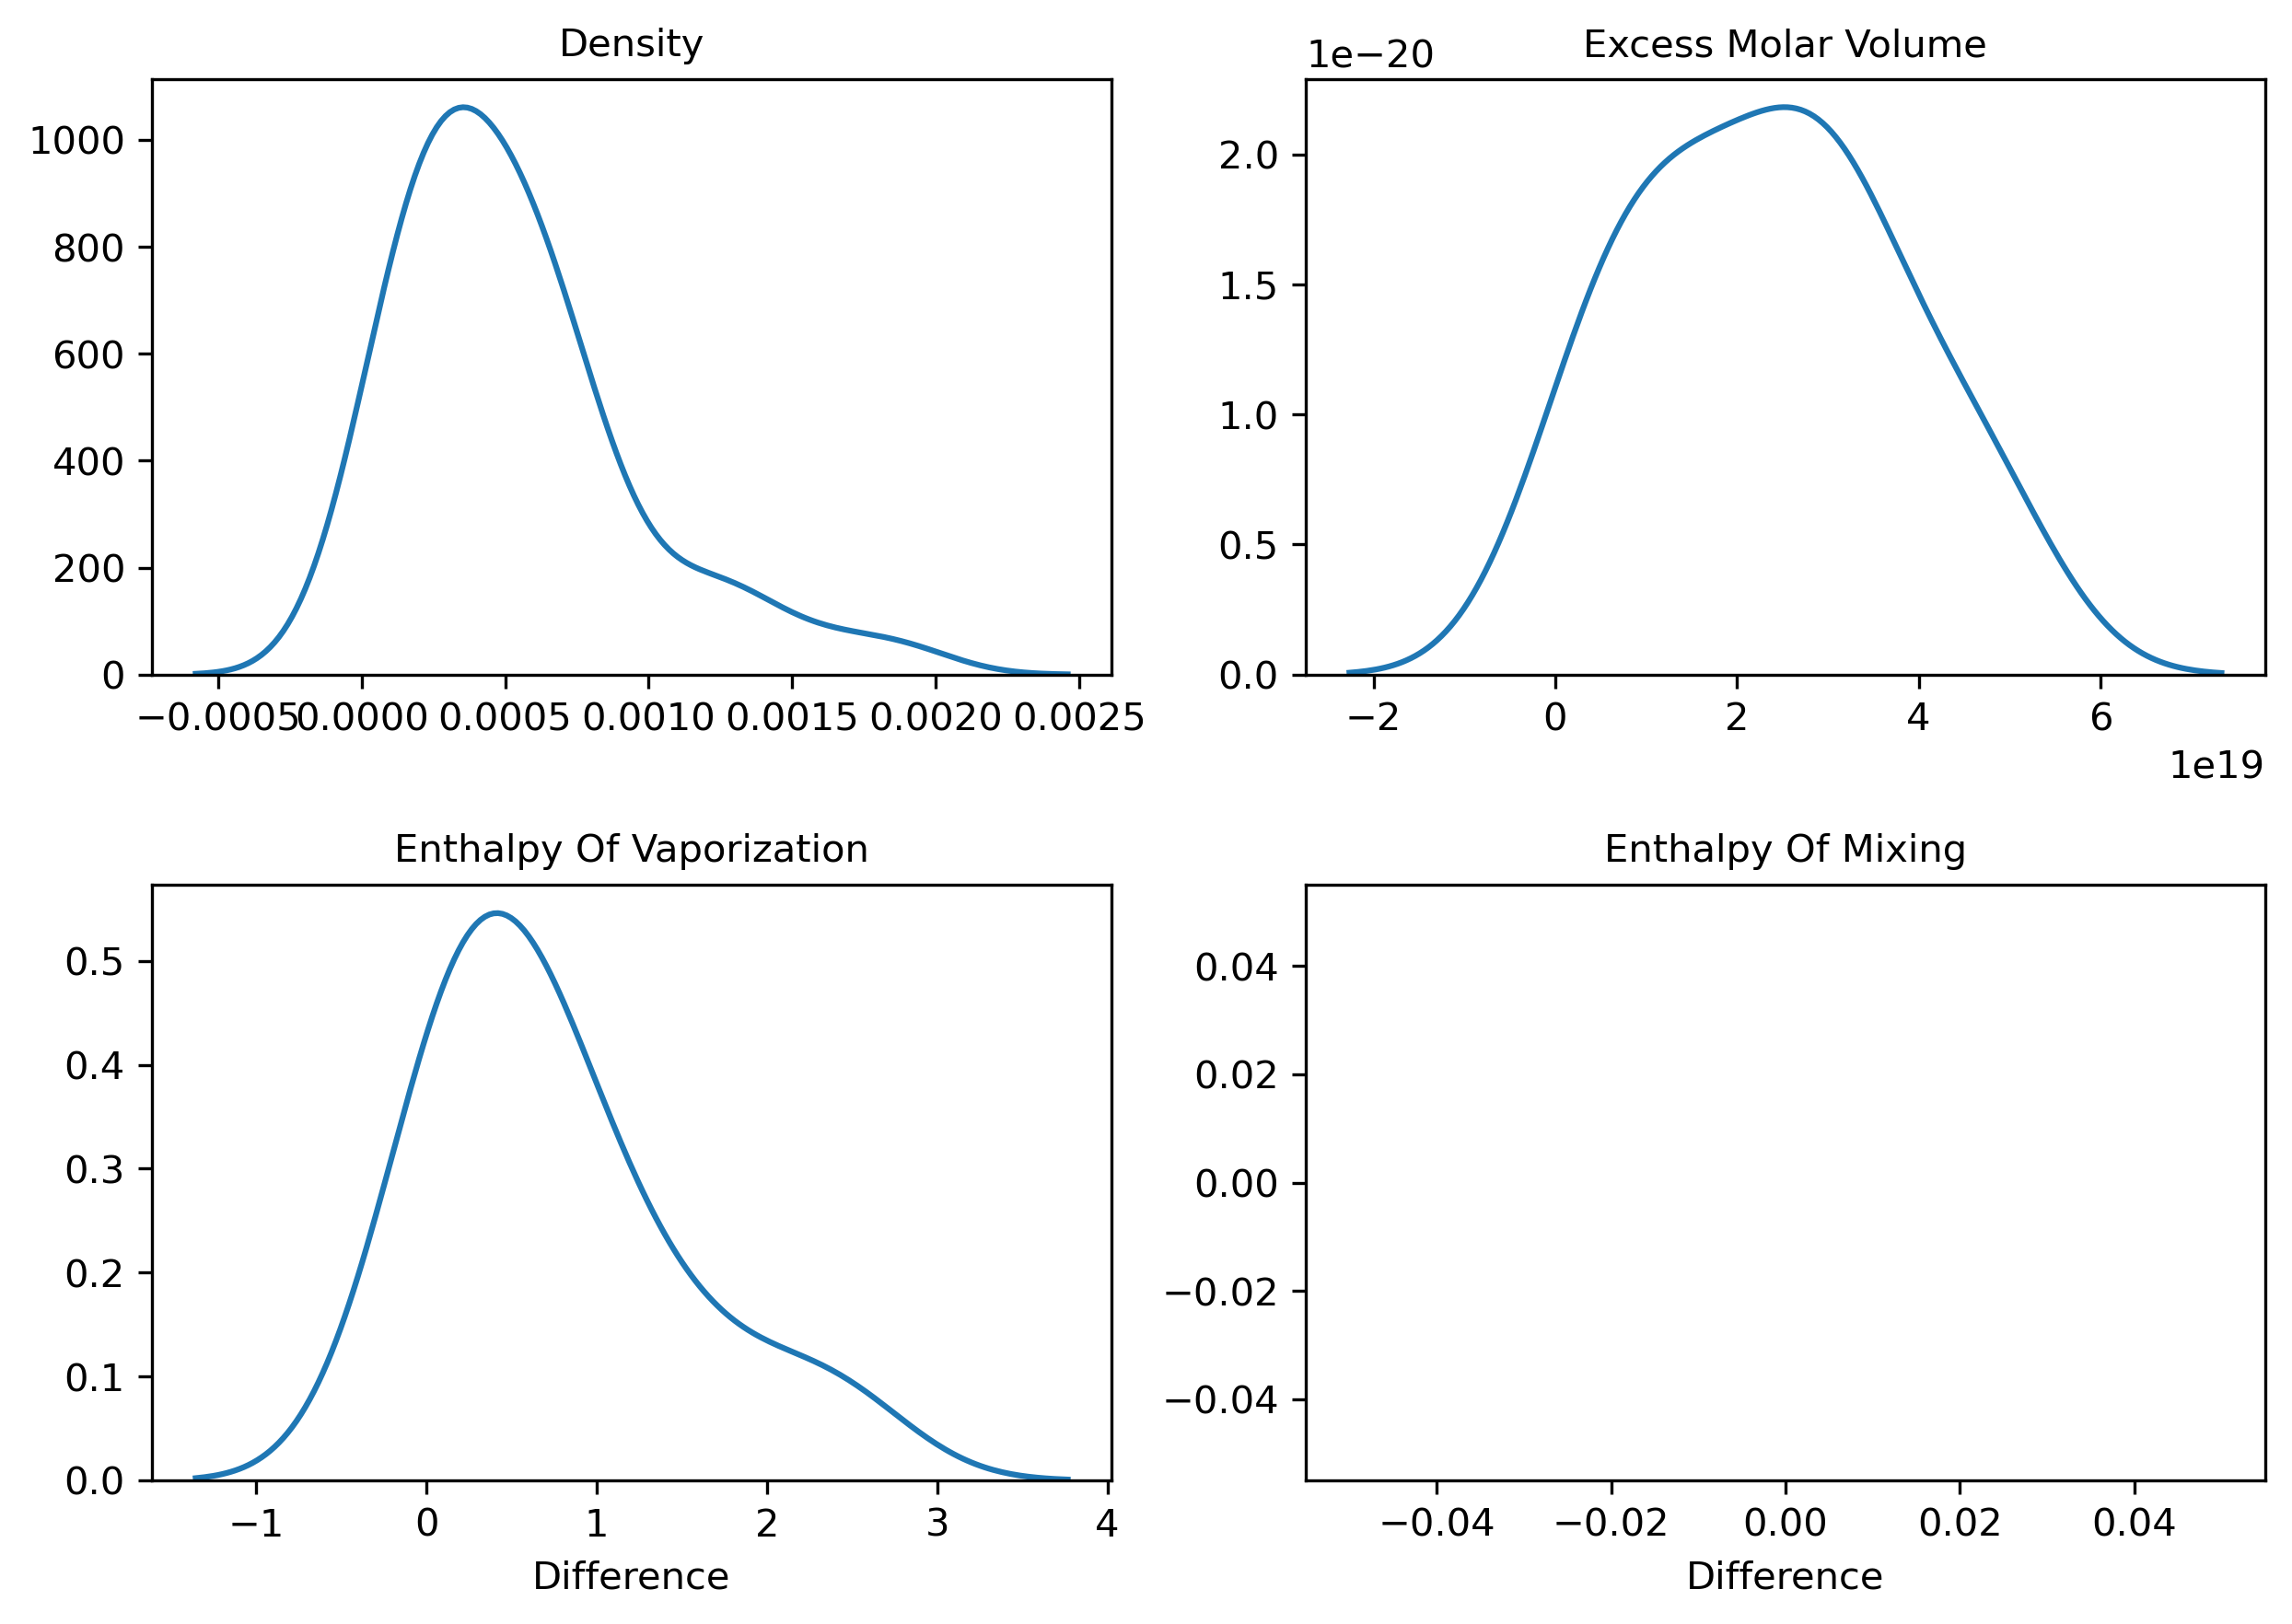 Density
1000
800
600
400
200
0
−0.0005 0.0000 0.0005 0.0010 0.0015 0.0020 0.0025
Excess Molar Volume
1e−20
2.0
1.5
1.0
0.5
0.0
−2 0 2 4 6
1e19
Enthalpy Of Vaporization
0.5
0.4
0.3
0.2
0.1
0.0
−1 0 1 2 3 4
Difference
Enthalpy Of Mixing
0.04
0.02
0.00
−0.02
−0.04
−0.04 −0.02 0.00 0.02 0.04
Difference